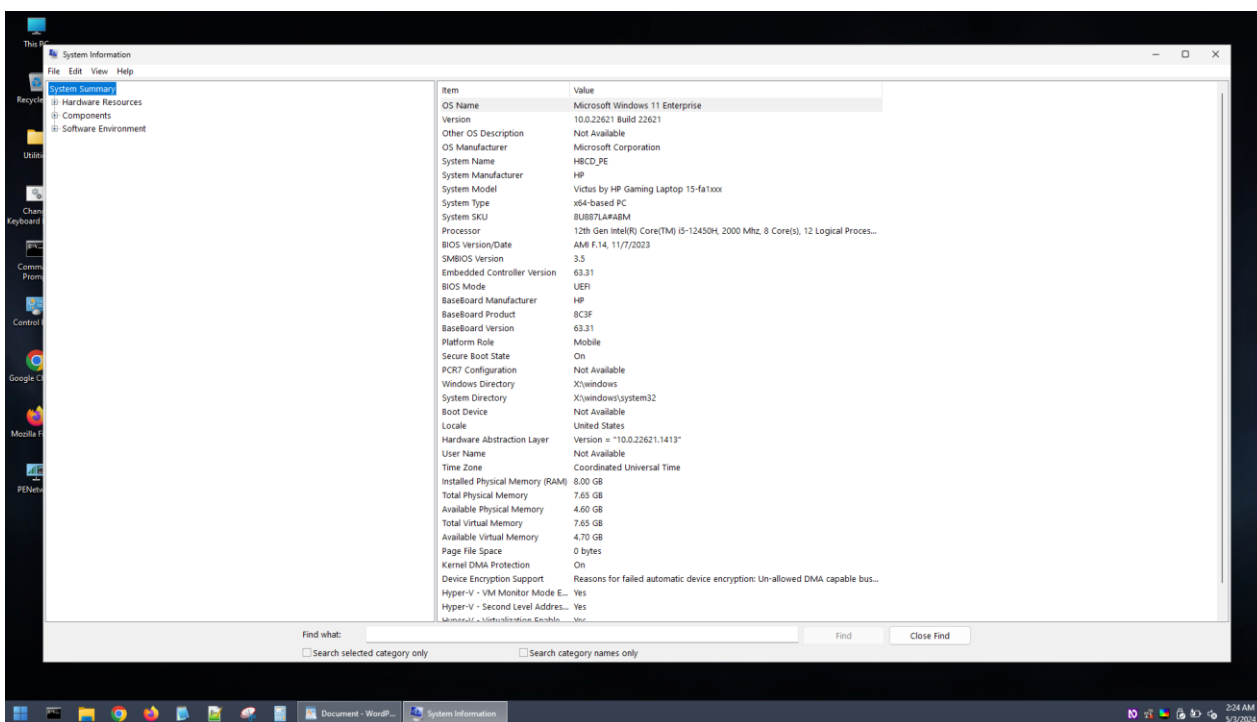 This PC
System Information
File Edit View Help
System Summary
Hardware Resources
Components
Software Environment
Recycle
Utiliti
Chan
Keyboard
Comm
Prom
Control
Google Cl
Mozilla F
PENetw
Item Value
OS Name Microsoft Windows 11 Enterprise
Version 10.0.22621 Build 22621
Other OS Description Not Available
OS Manufacturer Microsoft Corporation
System Name HBCD_PE
System Manufacturer HP
System Model Victus by HP Gaming Laptop 15-fa1xxx
System Type x64-based PC
System SKU 8U887LA#ABM
Processor 12th Gen Intel(R) Core(TM) i5-12450H, 2000 Mhz, 8 Core(s), 12 Logical Proces...
BIOS Version/Date AMI F.14, 11/7/2023
SMBIOS Version 3.5
Embedded Controller Version 63.31
BIOS Mode UEFI
BaseBoard Manufacturer HP
BaseBoard Product 8C3F
BaseBoard Version 63.31
Platform Role Mobile
Secure Boot State On
PCR7 Configuration Not Available
Windows Directory X:\windows
System Directory X:\windows\system32
Boot Device Not Available
Locale United States
Hardware Abstraction Layer Version = "10.0.22621.1413"
User Name Not Available
Time Zone Coordinated Universal Time
Installed Physical Memory (RAM) 8.00 GB
Total Physical Memory 7.65 GB
Available Physical Memory 4.60 GB
Total Virtual Memory 7.65 GB
Available Virtual Memory 4.70 GB
Page File Space 0 bytes
Kernel DMA Protection On
Device Encryption Support Reasons for failed automatic device encryption: Un-allowed DMA capable bus...
Hyper-V - VM Monitor Mode E... Yes
Hyper-V - Second Level Addres... Yes
Hyper-V - Virtualization Enable Yes
Find what: Find Close Find
Search selected category only Search category names only
Document - WordP... System Information
2:24 AM
5/3/2024